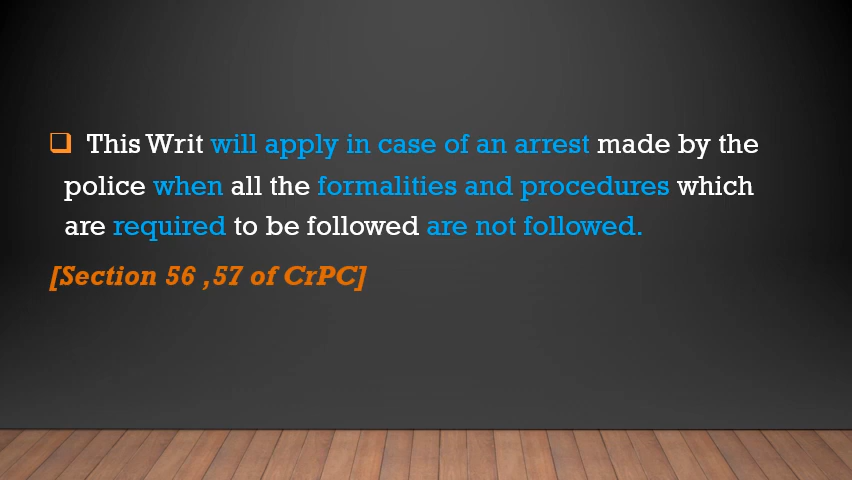 ❑ This Writ will apply in case of an arrest made by the
police when all the formalities and procedures which
are required to be followed are not followed.
[Section 56 ,57 of CrPC]